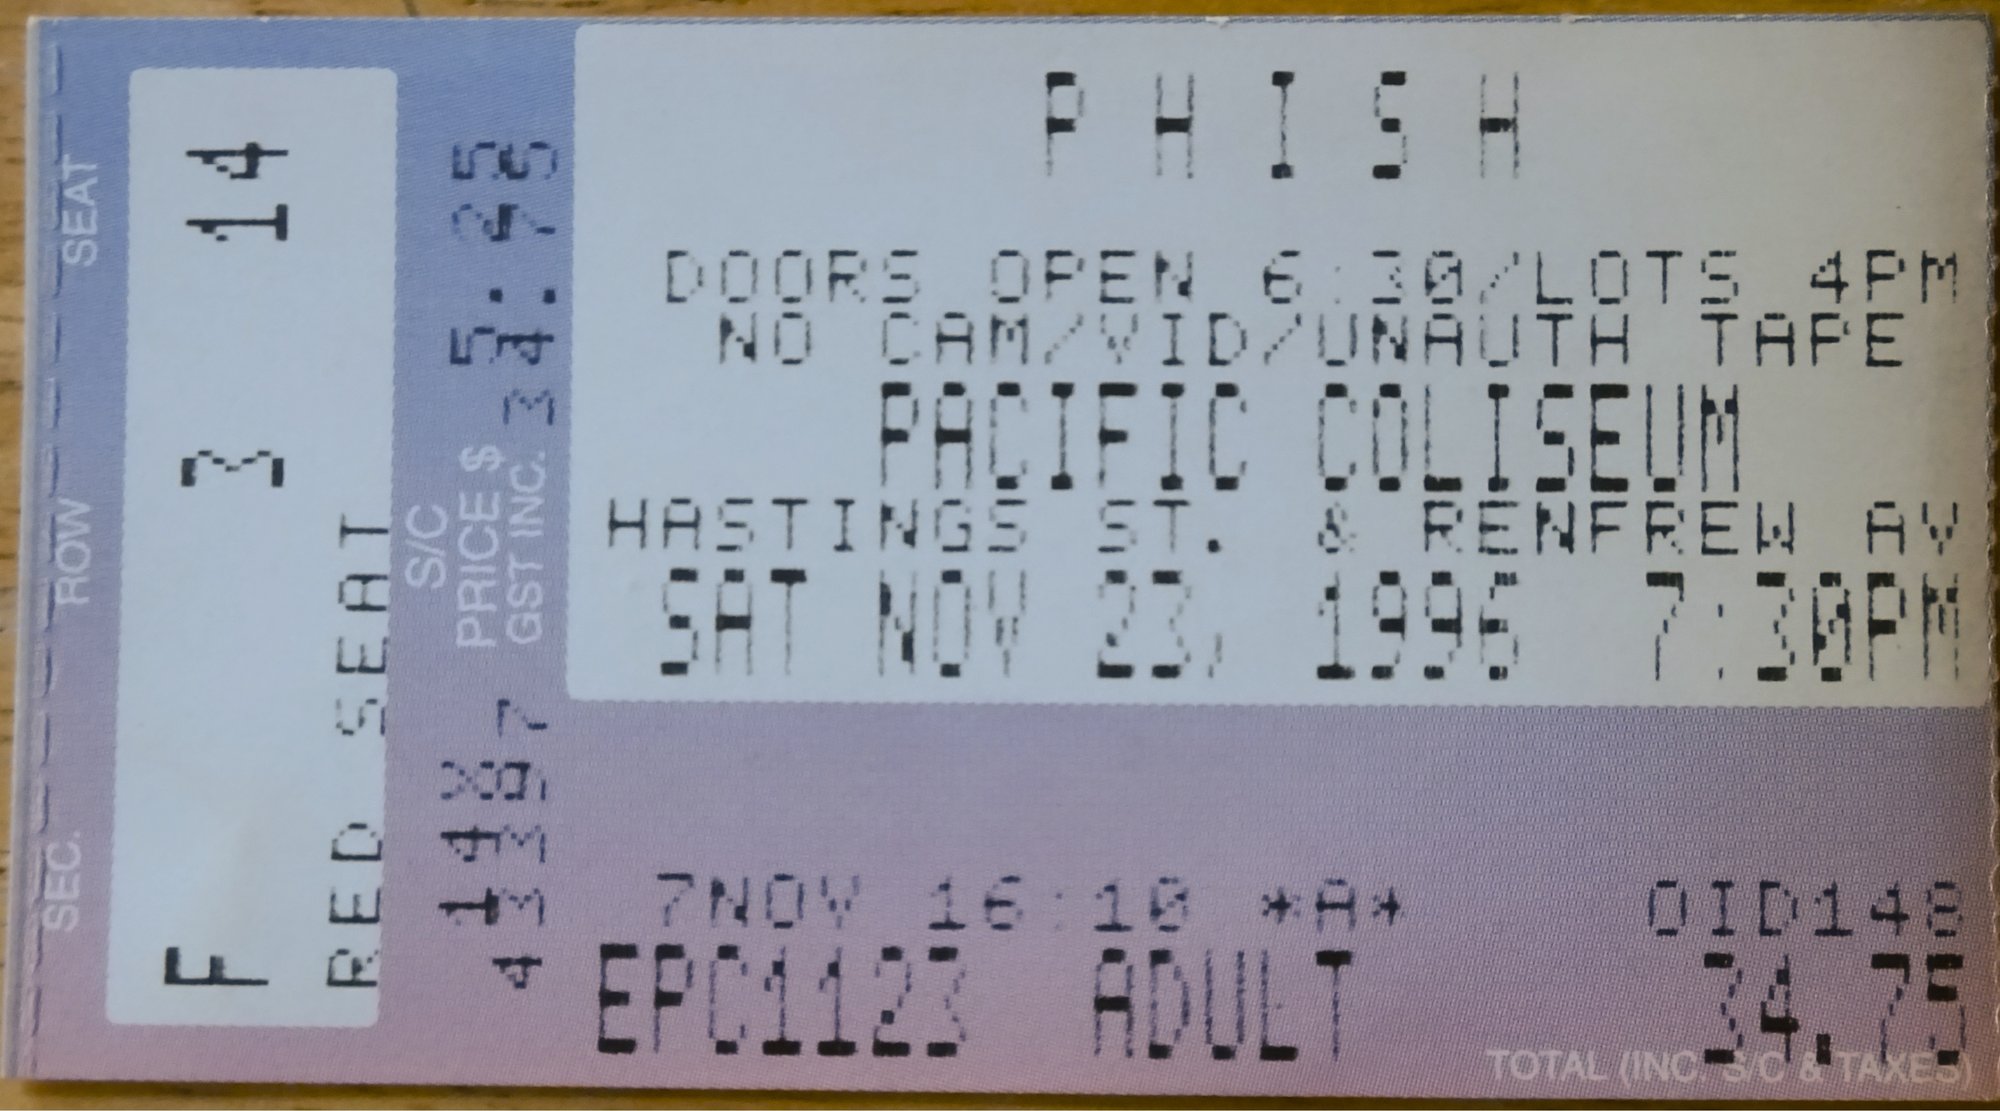 SEC. ROW SEAT
F 3 14
RED SEAT
S/C
PRICE $ 5.25
GST INC. 34.75
PHISH
DOORS OPEN 6:30/LOTS 4PM
NO CAM/VID/UNAUTH TAPE
PACIFIC COLISEUM
HASTINGS ST. & RENFREW AV
SAT NOV 23, 1996 7:30PM
7NOV 16:10 *A* OID148
EPC1123 ADULT 34.75
TOTAL (INC. S/C & TAXES)